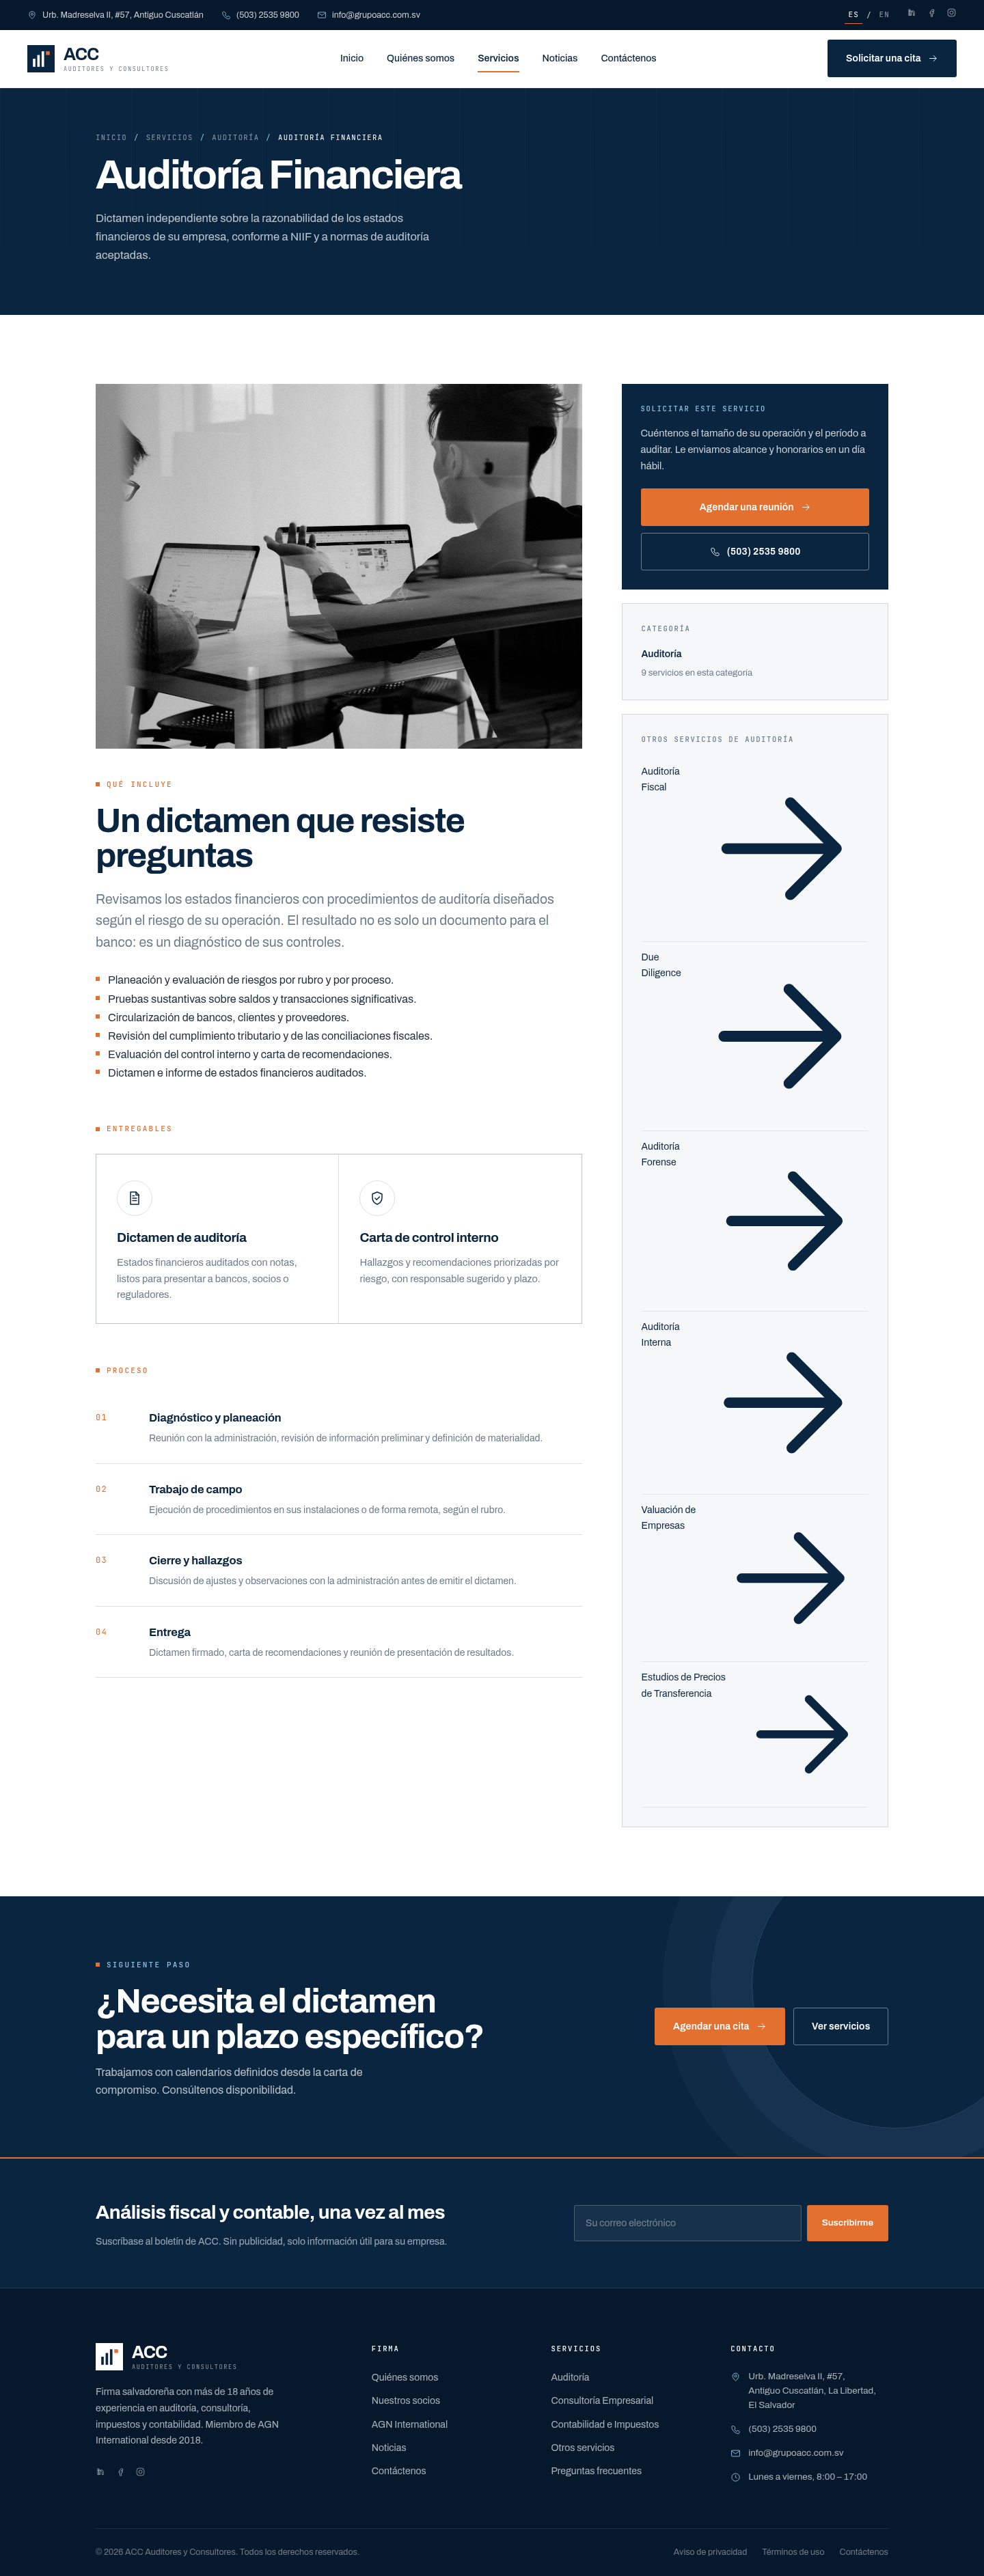 Urb. Madreselva II, #57, Antiguo Cuscatlán (503) 2535 9800 info@grupoacc.com.sv ES / EN
ACC
AUDITORES Y CONSULTORES
Inicio Quiénes somos Servicios Noticias Contáctenos Solicitar una cita
INICIO / SERVICIOS / AUDITORÍA / AUDITORÍA FINANCIERA
Auditoría Financiera
Dictamen independiente sobre la razonabilidad de los estados
financieros de su empresa, conforme a NIIF y a normas de auditoría
aceptadas.
QUÉ INCLUYE
Un dictamen que resiste
preguntas
Revisamos los estados financieros con procedimientos de auditoría diseñados
según el riesgo de su operación. El resultado no es solo un documento para el
banco: es un diagnóstico de sus controles.
Planeación y evaluación de riesgos por rubro y por proceso.
Pruebas sustantivas sobre saldos y transacciones significativas.
Circularización de bancos, clientes y proveedores.
Revisión del cumplimiento tributario y de las conciliaciones fiscales.
Evaluación del control interno y carta de recomendaciones.
Dictamen e informe de estados financieros auditados.
ENTREGABLES
Dictamen de auditoría
Estados financieros auditados con notas,
listos para presentar a bancos, socios o
reguladores.
Carta de control interno
Hallazgos y recomendaciones priorizadas por
riesgo, con responsable sugerido y plazo.
PROCESO
01 Diagnóstico y planeación
Reunión con la administración, revisión de información preliminar y definición de materialidad.
02 Trabajo de campo
Ejecución de procedimientos en sus instalaciones o de forma remota, según el rubro.
03 Cierre y hallazgos
Discusión de ajustes y observaciones con la administración antes de emitir el dictamen.
04 Entrega
Dictamen firmado, carta de recomendaciones y reunión de presentación de resultados.
SOLICITAR ESTE SERVICIO
Cuéntenos el tamaño de su operación y el período a
auditar. Le enviamos alcance y honorarios en un día
hábil.
Agendar una reunión
(503) 2535 9800
CATEGORÍA
Auditoría
9 servicios en esta categoría
OTROS SERVICIOS DE AUDITORÍA
Auditoría
Fiscal
Due
Diligence
Auditoría
Forense
Auditoría
Interna
Valuación de
Empresas
Estudios de Precios
de Transferencia
SIGUIENTE PASO
¿Necesita el dictamen
para un plazo específico?
Trabajamos con calendarios definidos desde la carta de
compromiso. Consúltenos disponibilidad.
Agendar una cita
Ver servicios
Análisis fiscal y contable, una vez al mes
Suscríbase al boletín de ACC. Sin publicidad, solo información útil para su empresa.
Su correo electrónico
Suscribirme
ACC
AUDITORES Y CONSULTORES
Firma salvadoreña con más de 18 años de
experiencia en auditoría, consultoría,
impuestos y contabilidad. Miembro de AGN
International desde 2018.
FIRMA
Quiénes somos
Nuestros socios
AGN International
Noticias
Contáctenos
SERVICIOS
Auditoría
Consultoría Empresarial
Contabilidad e Impuestos
Otros servicios
Preguntas frecuentes
CONTACTO
Urb. Madreselva II, #57,
Antiguo Cuscatlán, La Libertad,
El Salvador
(503) 2535 9800
info@grupoacc.com.sv
Lunes a viernes, 8:00 – 17:00
© 2026 ACC Auditores y Consultores. Todos los derechos reservados.
Aviso de privacidad Términos de uso Contáctenos